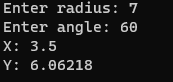 Enter radius: 7
Enter angle: 60
X: 3.5
Y: 6.06218